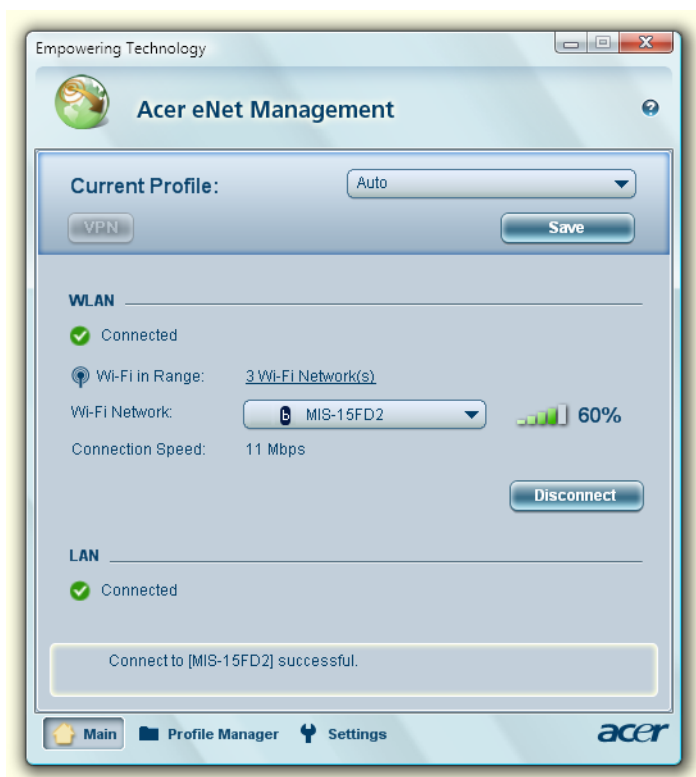 Empowering Technology
Acer eNet Management
Current Profile: Auto
VPN Save
WLAN
Connected
Wi-Fi in Range: 3 Wi-Fi Network(s)
Wi-Fi Network: b MIS-15FD2 60%
Connection Speed: 11 Mbps
Disconnect
LAN
Connected
Connect to [MIS-15FD2] successful.
Main Profile Manager Settings acer